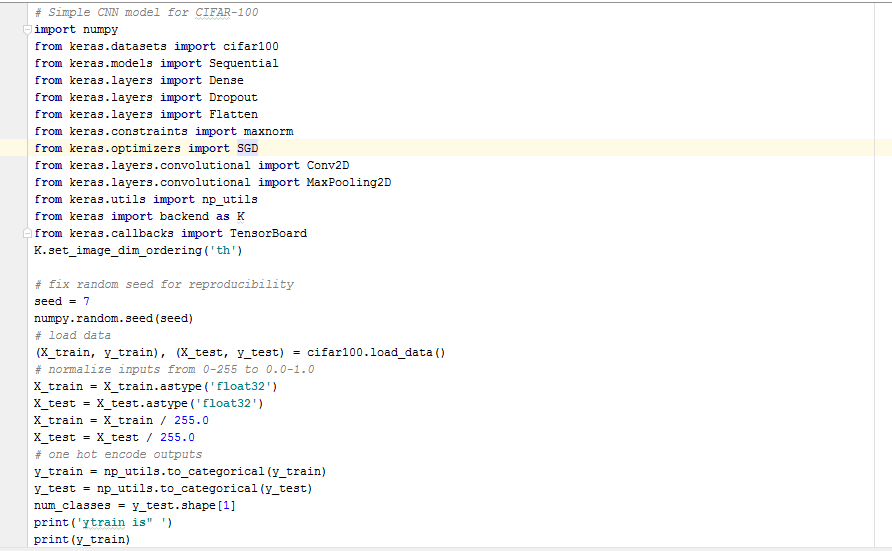 # Simple CNN model for CIFAR-100
import numpy
from keras.datasets import cifar100
from keras.models import Sequential
from keras.layers import Dense
from keras.layers import Dropout
from keras.layers import Flatten
from keras.constraints import maxnorm
from keras.optimizers import SGD
from keras.layers.convolutional import Conv2D
from keras.layers.convolutional import MaxPooling2D
from keras.utils import np_utils
from keras import backend as K
from keras.callbacks import TensorBoard
K.set_image_dim_ordering('th')
# fix random seed for reproducibility
seed = 7
numpy.random.seed(seed)
# load data
(X_train, y_train), (X_test, y_test) = cifar100.load_data()
# normalize inputs from 0-255 to 0.0-1.0
X_train = X_train.astype('float32')
X_test = X_test.astype('float32')
X_train = X_train / 255.0
X_test = X_test / 255.0
# one hot encode outputs
y_train = np_utils.to_categorical(y_train)
y_test = np_utils.to_categorical(y_test)
num_classes = y_test.shape[1]
print('ytrain is" ')
print(y_train)